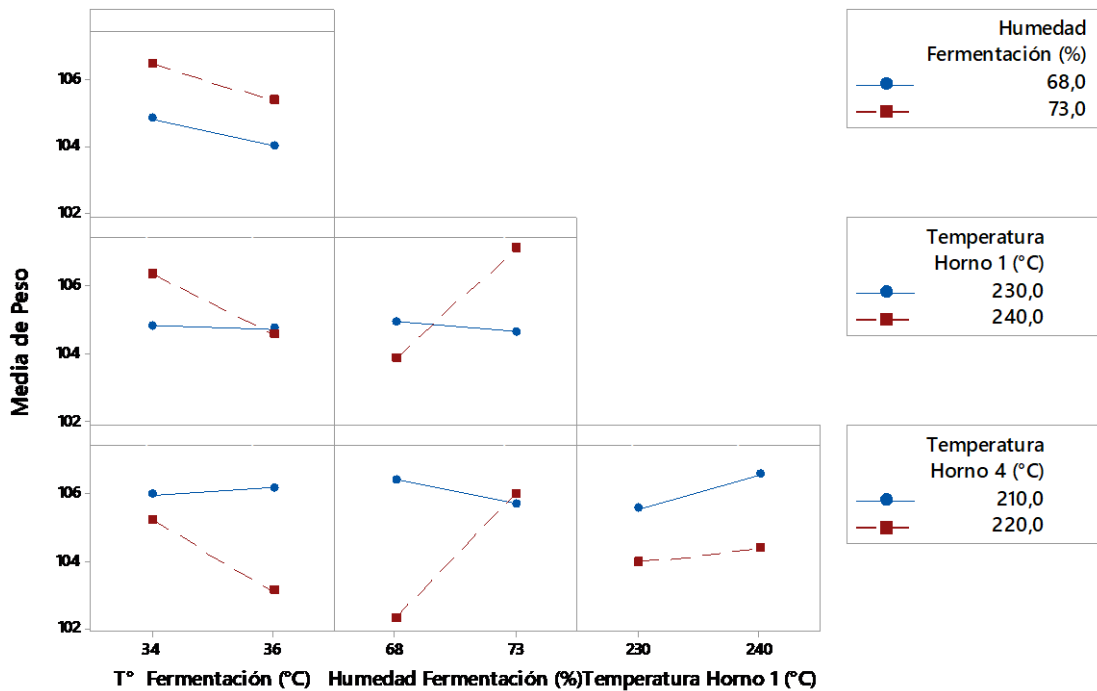 Media de Peso
106
104
102
106
104
102
106
104
102
34
36
68
73
230
240
T° Fermentación (°C)
Humedad Fermentación (%)
Temperatura Horno 1 (°C)
Humedad
Fermentación (%)
68,0
73,0
Temperatura
Horno 1 (°C)
230,0
240,0
Temperatura
Horno 4 (°C)
210,0
220,0